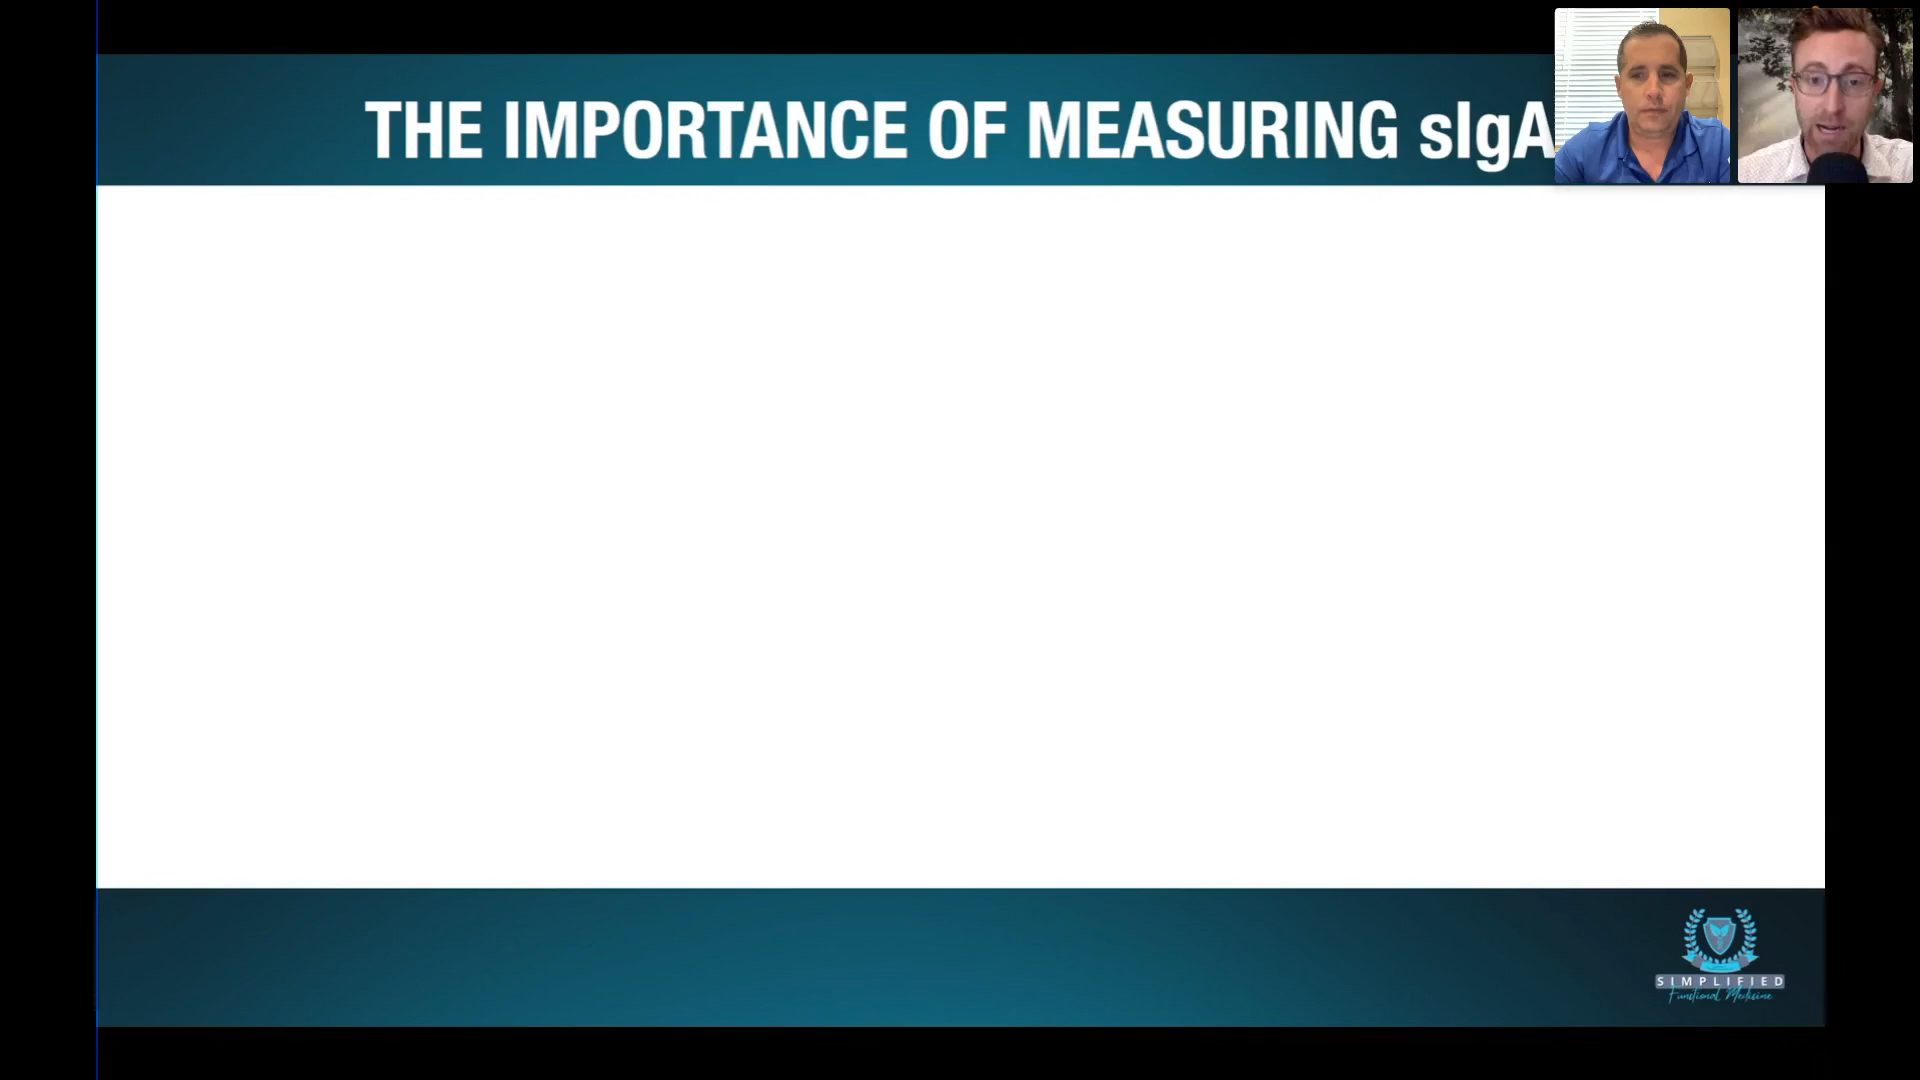 THE IMPORTANCE OF MEASURING sIgA
SIMPLIFIED
Functional Medicine